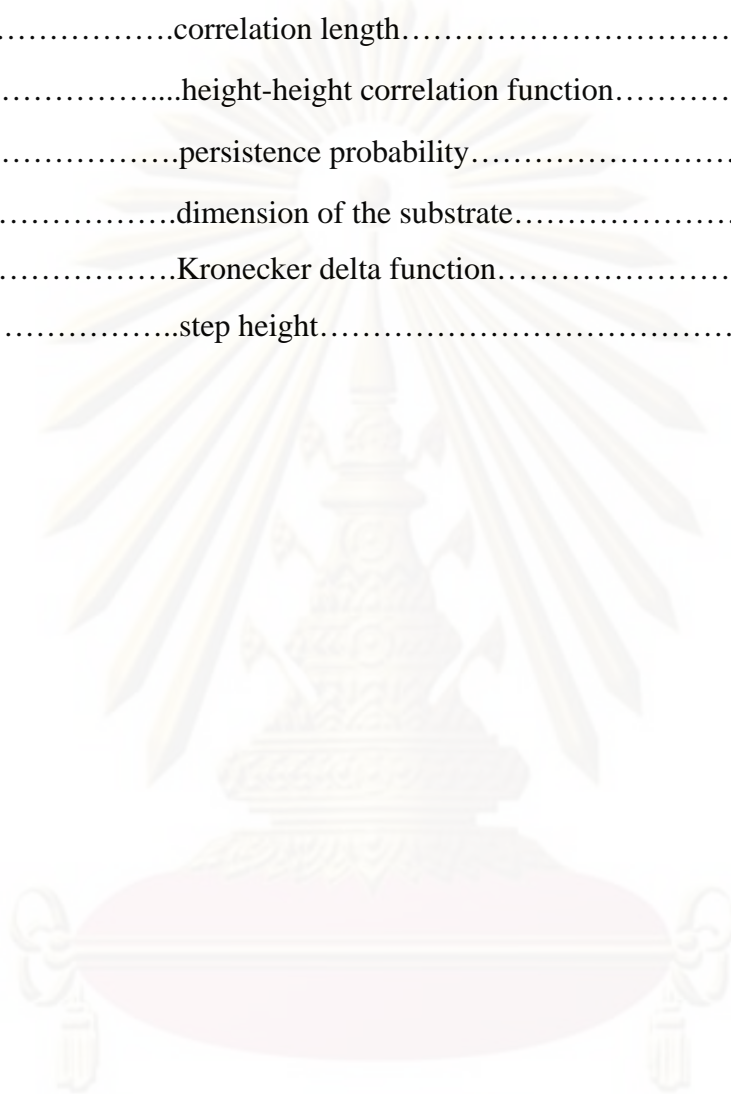 ……………….correlation length……………………………
……………....height-height correlation function…………
……………….persistence probability……………………
……………….dimension of the substrate…………………
……………….Kronecker delta function…………………
……………..step height…………………………………